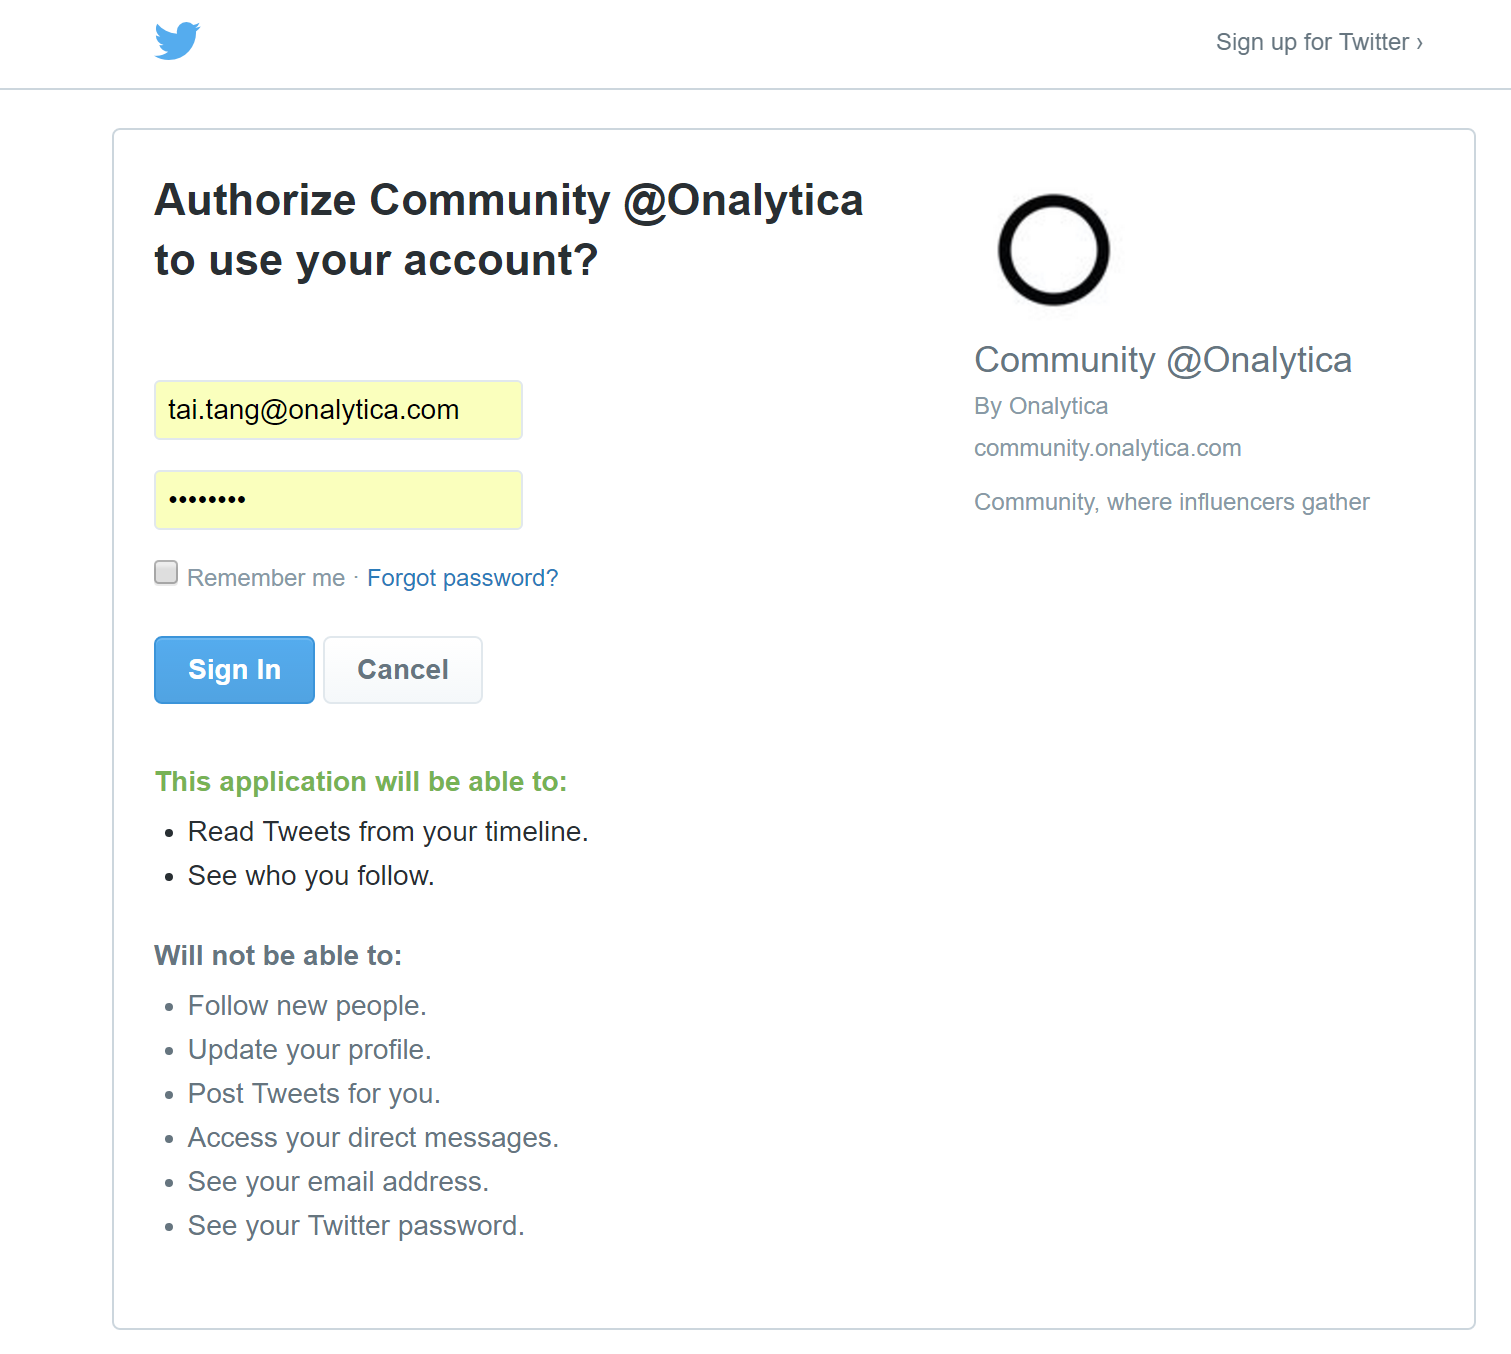 Sign up for Twitter ›
Authorize Community @Onalytica
to use your account?
tai.tang@onalytica.com
••••••••
Remember me · Forgot password?
Sign In
Cancel
This application will be able to:
• Read Tweets from your timeline.
• See who you follow.
Will not be able to:
• Follow new people.
• Update your profile.
• Post Tweets for you.
• Access your direct messages.
• See your email address.
• See your Twitter password.
Community @Onalytica
By Onalytica
community.onalytica.com
Community, where influencers gather